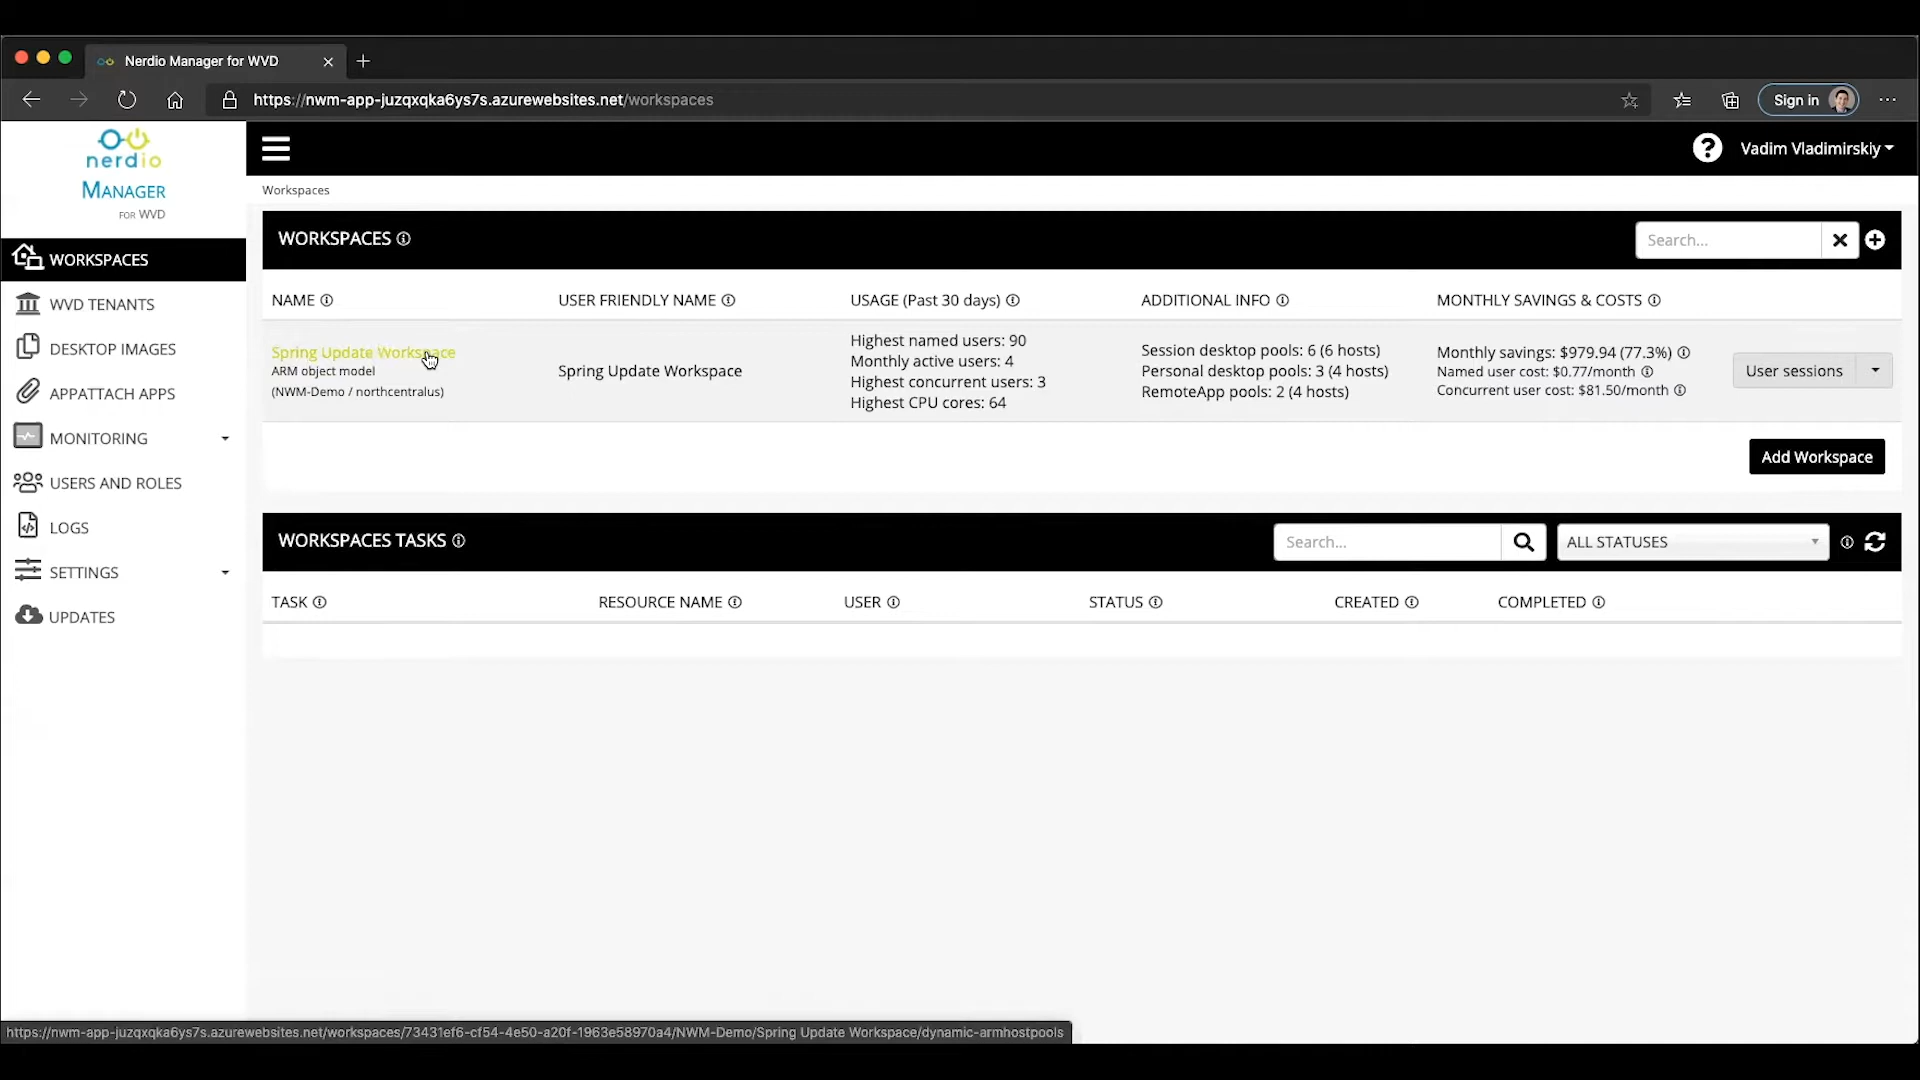 Nerdio Manager for WVD
https://nwm-app-juzqxqka6ys7s.azurewebsites.net/workspaces
Sign in
nerdio
MANAGER
FOR WVD
Vadim Vladimirskiy
Workspaces
WORKSPACES
WVD TENANTS
DESKTOP IMAGES
APPATTACH APPS
MONITORING
USERS AND ROLES
LOGS
SETTINGS
UPDATES
WORKSPACES
Search...
NAME
USER FRIENDLY NAME
USAGE (Past 30 days)
ADDITIONAL INFO
MONTHLY SAVINGS & COSTS
Spring Update Workspace
ARM object model
(NWM-Demo / northcentralus)
Spring Update Workspace
Highest named users: 90
Monthly active users: 4
Highest concurrent users: 3
Highest CPU cores: 64
Session desktop pools: 6 (6 hosts)
Personal desktop pools: 3 (4 hosts)
RemoteApp pools: 2 (4 hosts)
Monthly savings: $979.94 (77.3%)
Named user cost: $0.77/month
Concurrent user cost: $81.50/month
User sessions
Add Workspace
WORKSPACES TASKS
Search...
ALL STATUSES
TASK
RESOURCE NAME
USER
STATUS
CREATED
COMPLETED
https://nwm-app-juzqxqka6ys7s.azurewebsites.net/workspaces/73431ef6-cf54-4e50-a20f-1963e58970a4/NWM-Demo/Spring Update Workspace/dynamic-armhostpools